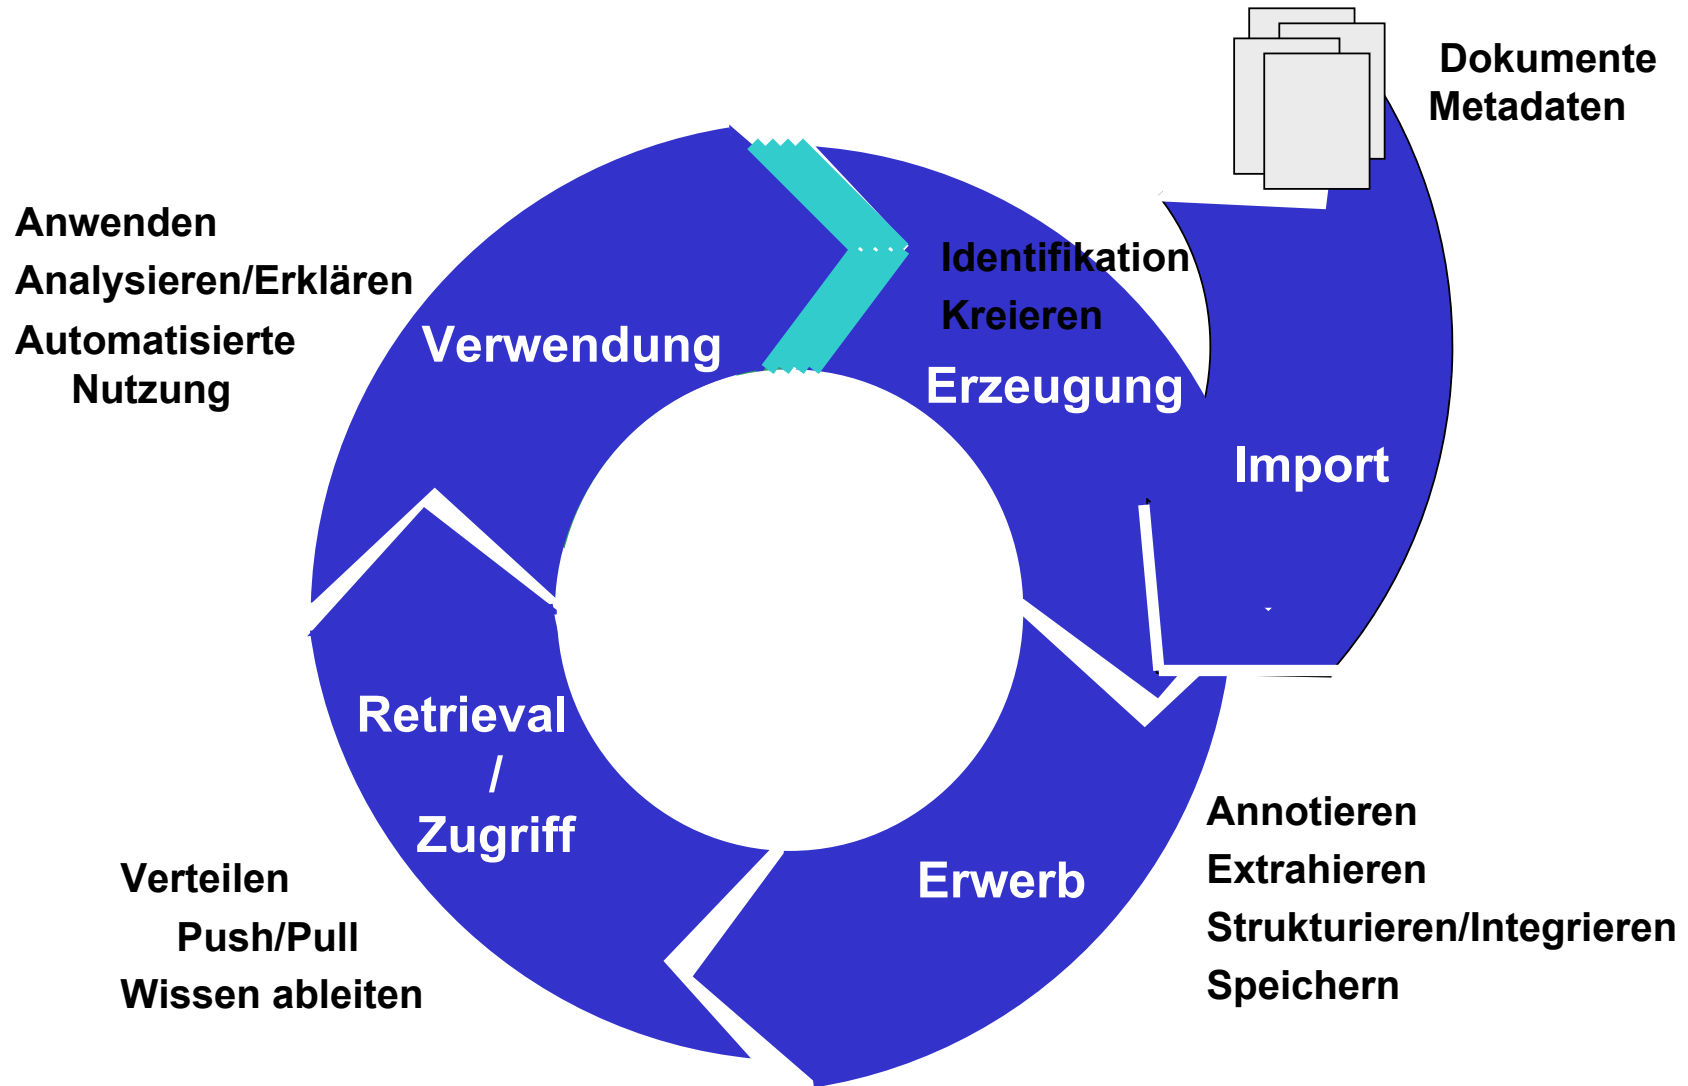 Dokumente
Metadaten
Anwenden
Analysieren/Erklären
Automatisierte
Nutzung
Verwendung
Identifikation
Kreieren
Erzeugung
Import
Retrieval
/
Zugriff
Erwerb
Annotieren
Extrahieren
Strukturieren/Integrieren
Speichern
Verteilen
Push/Pull
Wissen ableiten